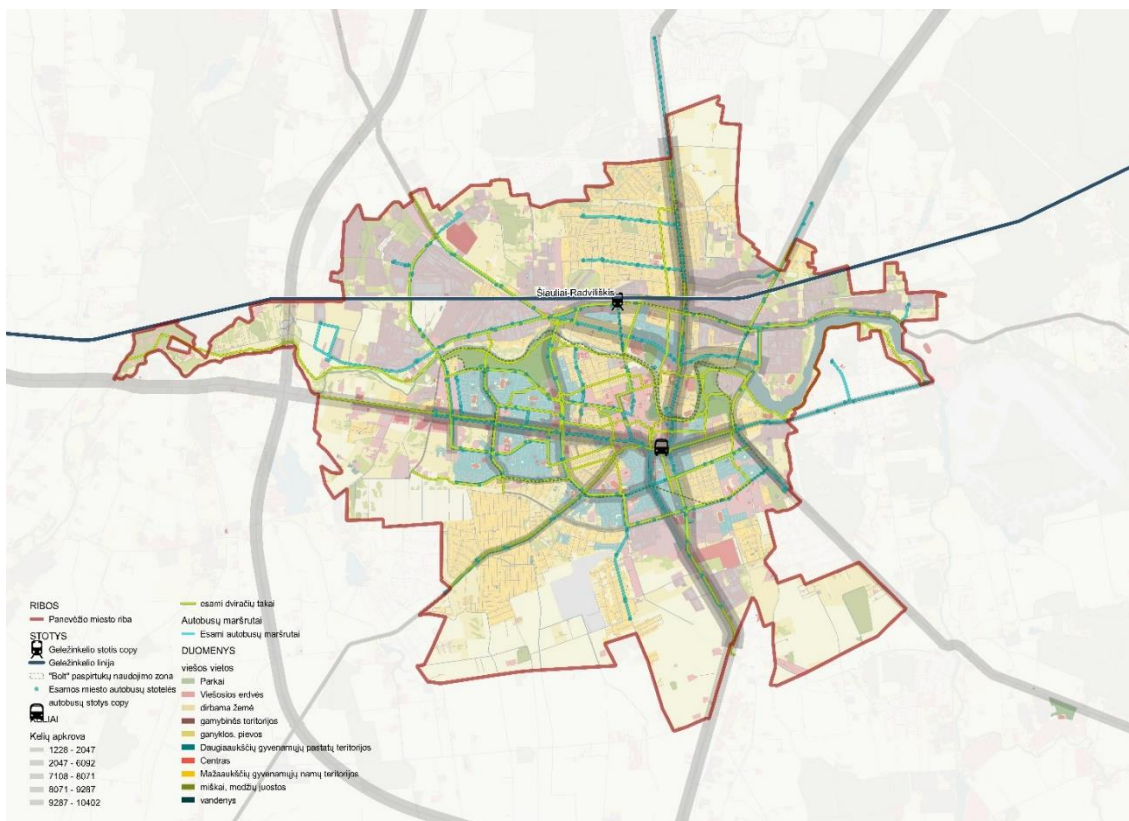 Šiauliai-Radviliškis
RIBOS
Panevėžio miesto riba
STOTYS
Geležinkelio stotis copy
Geležinkelio linija
"Bolt" paspirtukų naudojimo zona
Esamos miesto autobusų stotelės
autobusų stotys copy
KELIAI
Kelių apkrova
1228 - 2047
2047 - 6092
7108 - 8071
8071 - 9287
9287 - 10402
esami dviračių takai
Autobusų maršrutai
Esami autobusų maršrutai
DUOMENYS
viešos vietos
Parkai
Viešosios erdvės
dirbama žemė
gamybinės teritorijos
ganyklos, pievos
Daugiaaukščių gyvenamųjų pastatų teritorijos
Centras
Mažaaukščių gyvenamųjų namų teritorijos
miškai, medžių juostos
vandenys